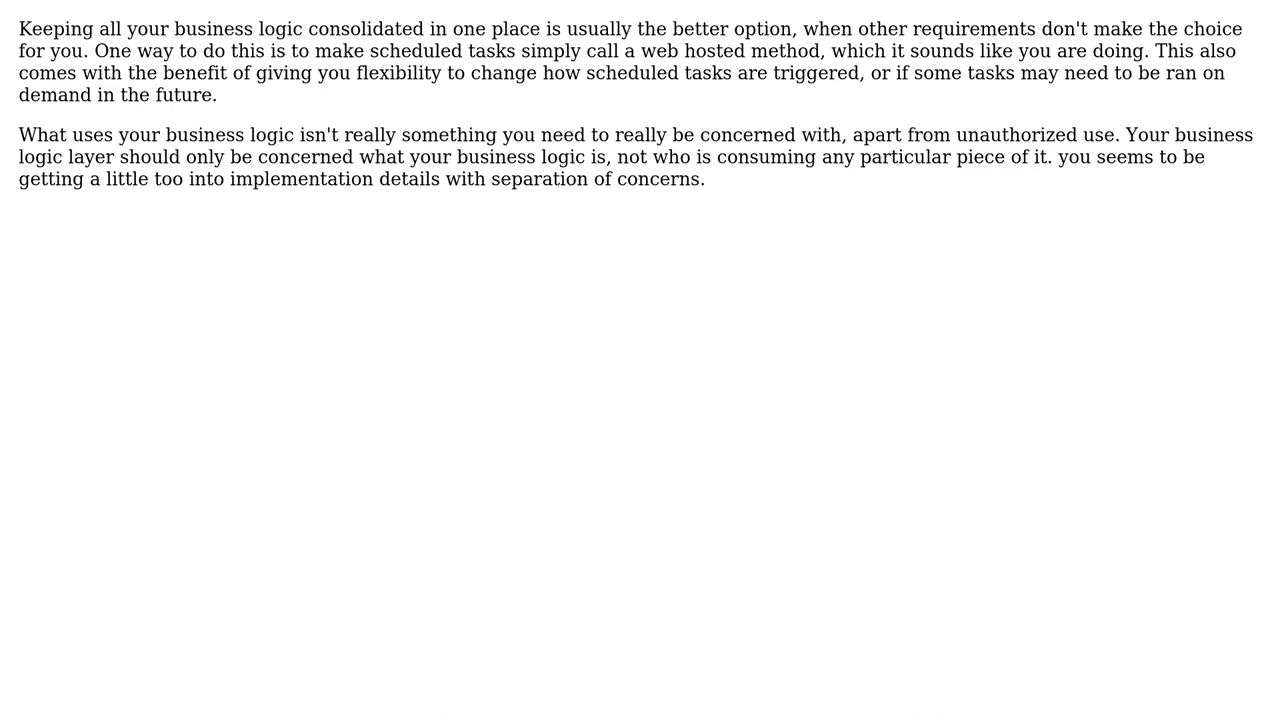 Keeping all your business logic consolidated in one place is usually the better option, when other requirements don't make the choice
for you. One way to do this is to make scheduled tasks simply call a web hosted method, which it sounds like you are doing. This also
comes with the benefit of giving you flexibility to change how scheduled tasks are triggered, or if some tasks may need to be ran on
demand in the future.
What uses your business logic isn't really something you need to really be concerned with, apart from unauthorized use. Your business
logic layer should only be concerned what your business logic is, not who is consuming any particular piece of it. you seems to be
getting a little too into implementation details with separation of concerns.